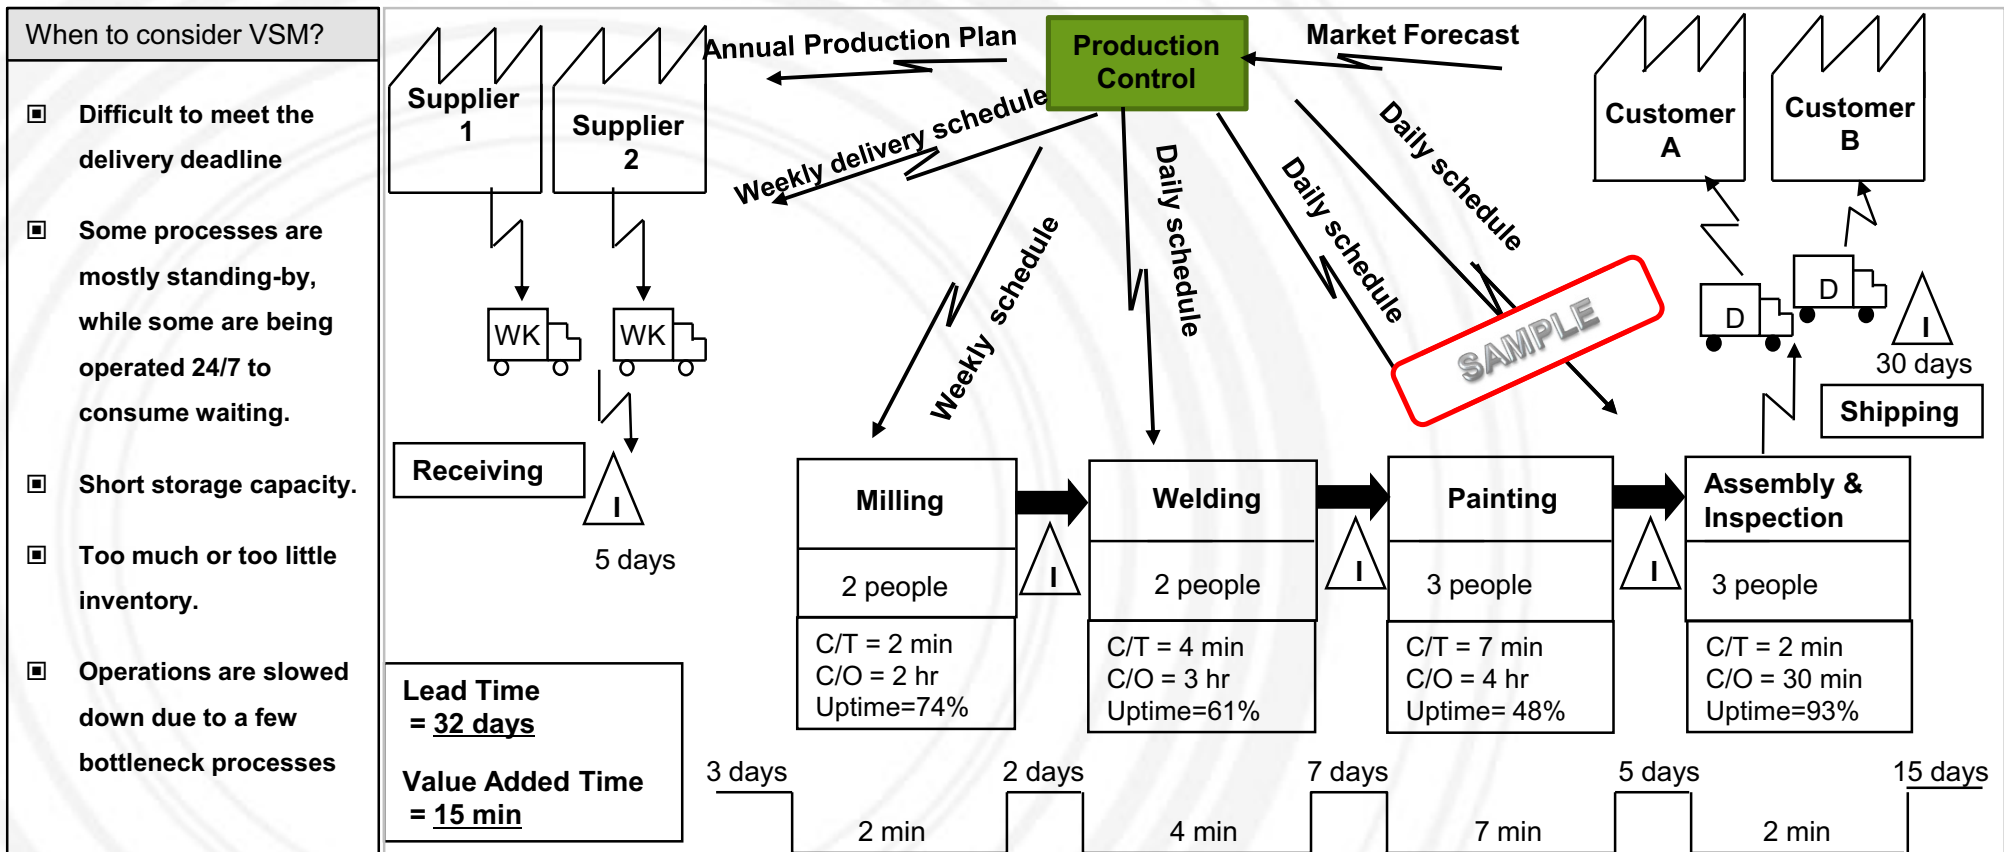 When to consider VSM?
Difficult to meet the
delivery deadline
Some processes are
mostly standing-by,
while some are being
operated 24/7 to
consume waiting.
Short storage capacity.
Too much or too little
inventory.
Operations are slowed
down due to a few
bottleneck processes
Supplier
1
Supplier
2
Annual Production Plan
Production
Control
Market Forecast
Customer
A
Customer
B
Weekly delivery schedule
Weekly schedule
Daily schedule
Daily schedule
Daily schedule
SAMPLE
WK
WK
D
D
I
30 days
Shipping
Receiving
I
5 days
Milling
2 people
C/T = 2 min
C/O = 2 hr
Uptime=74%
I
Welding
2 people
C/T = 4 min
C/O = 3 hr
Uptime=61%
I
Painting
3 people
C/T = 7 min
C/O = 4 hr
Uptime= 48%
I
Assembly &
Inspection
3 people
C/T = 2 min
C/O = 30 min
Uptime=93%
Lead Time
= 32 days
Value Added Time
= 15 min
3 days
2 days
7 days
5 days
15 days
2 min
4 min
7 min
2 min